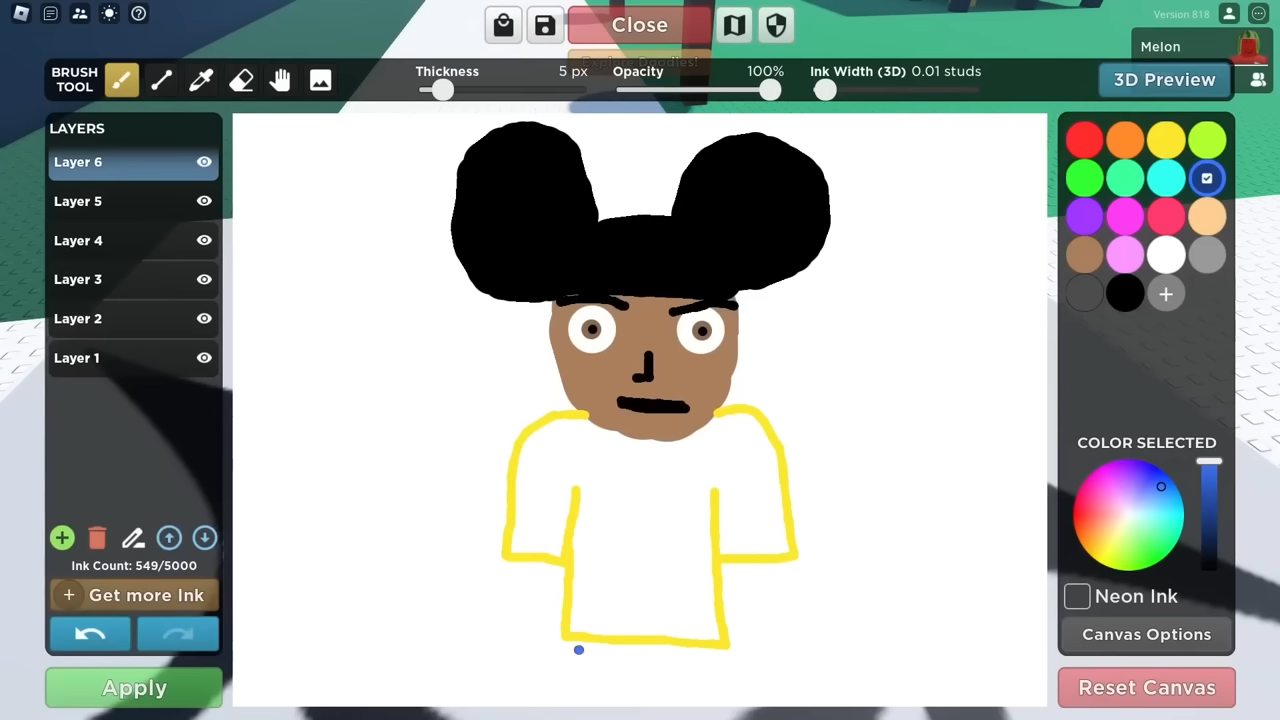 Version 818
Close
Melon
Explore Doodles!
BRUSH
TOOL
Thickness
5 px
Opacity
100%
Ink Width (3D) 0.01 studs
3D Preview
LAYERS
Layer 6
Layer 5
Layer 4
Layer 3
Layer 2
Layer 1
Ink Count: 549/5000
+ Get more Ink
Apply
COLOR SELECTED
Neon Ink
Canvas Options
Reset Canvas